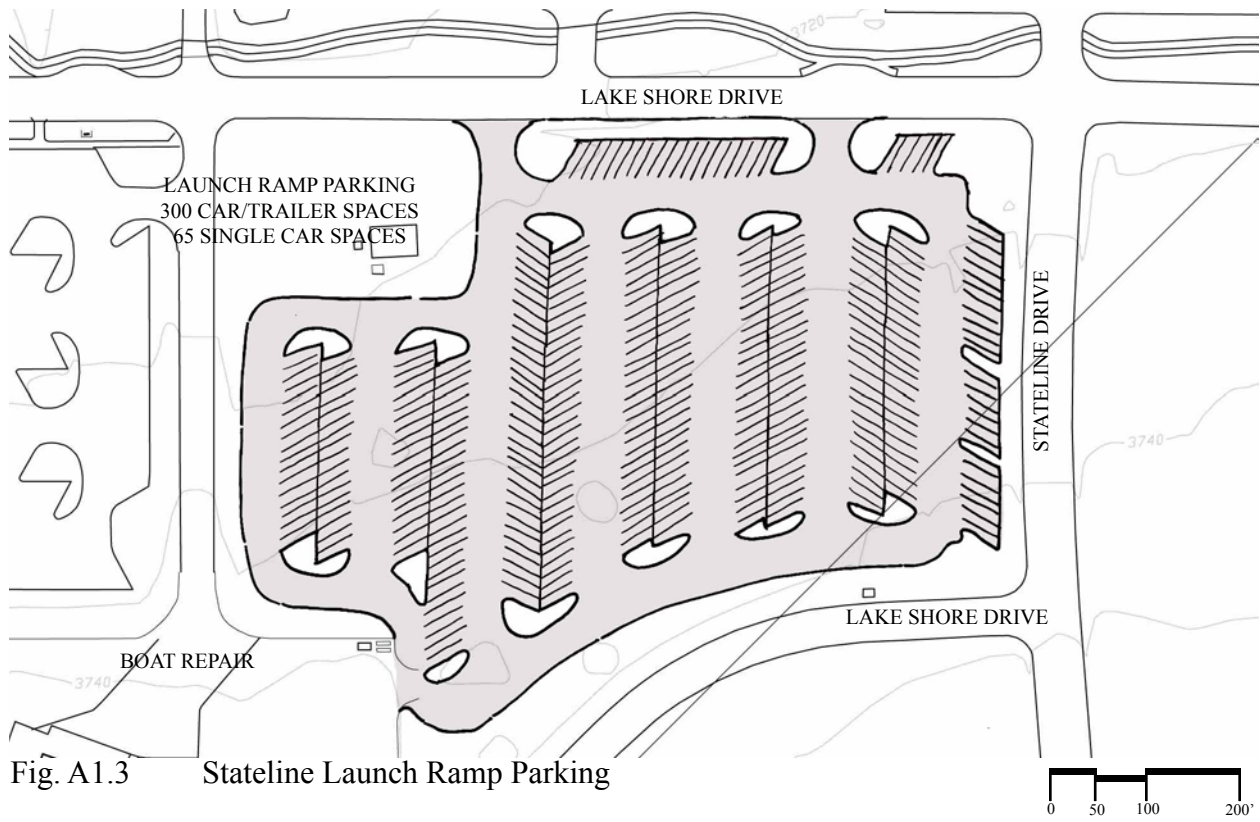 3720
LAKE SHORE DRIVE
LAUNCH RAMP PARKING
300 CAR/TRAILER SPACES
65 SINGLE CAR SPACES
STATELINE DRIVE
3740
LAKE SHORE DRIVE
BOAT REPAIR
3740
Fig. A1.3 Stateline Launch Ramp Parking
0 50 100 200'